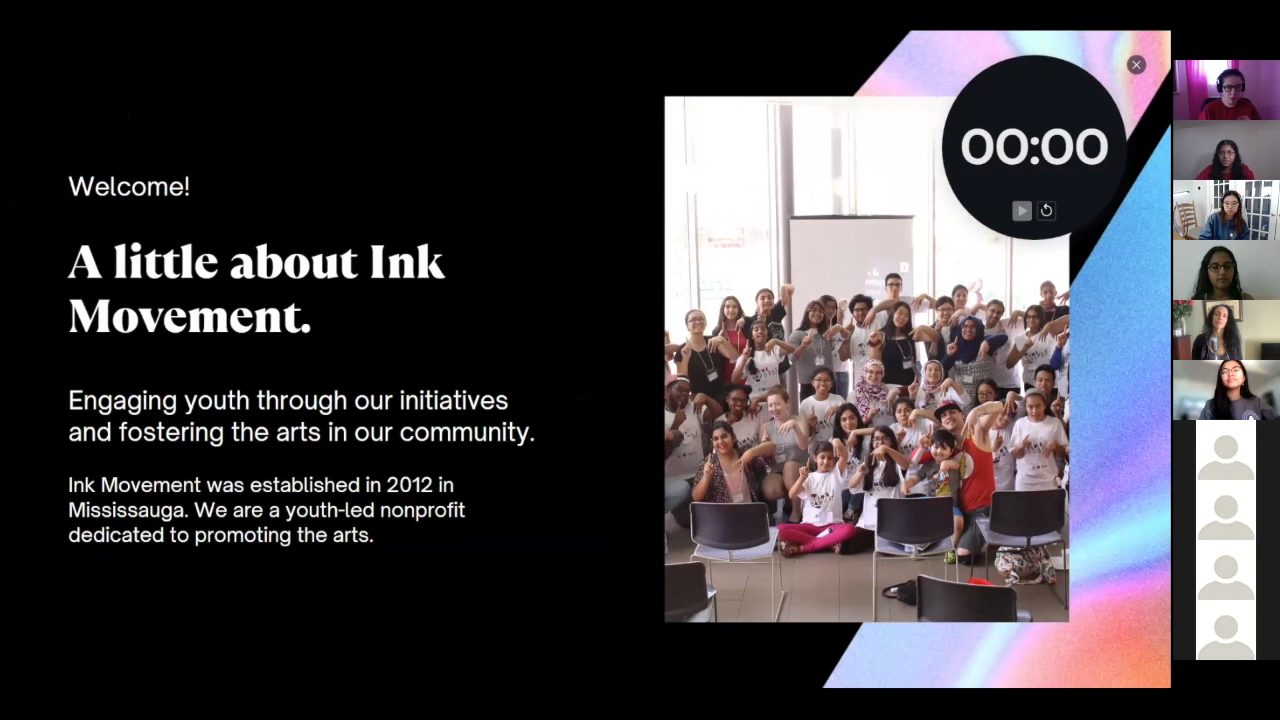 Welcome!
A little about Ink
Movement.
Engaging youth through our initiatives
and fostering the arts in our community.
Ink Movement was established in 2012 in
Mississauga. We are a youth-led nonprofit
dedicated to promoting the arts.
00:00